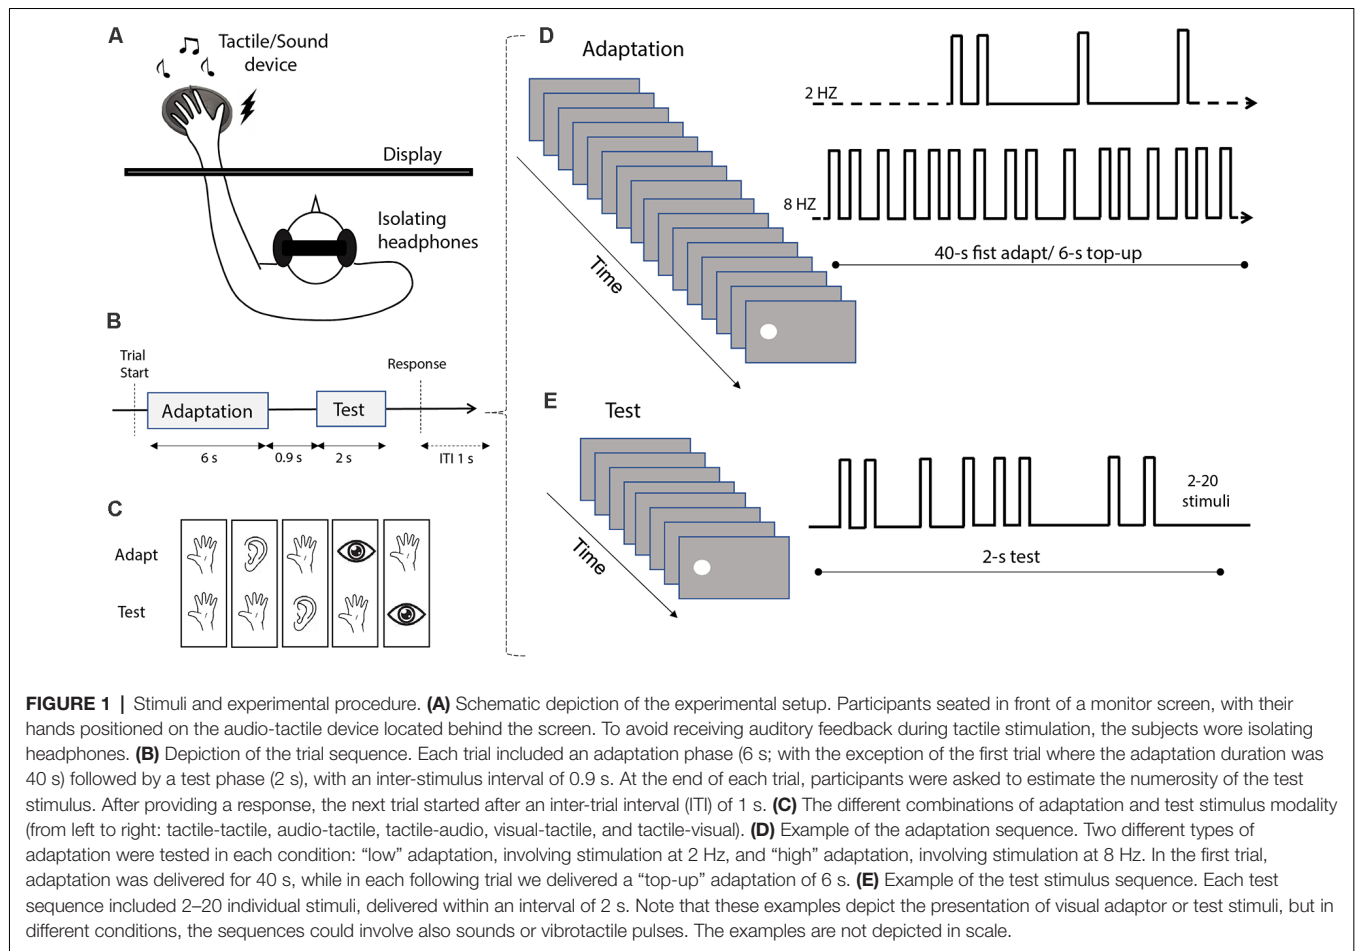 A
Tactile/Sound
device
Display
Isolating
headphones
B
Trial
Start
Response
Adaptation
Test
6 s
0.9 s
2 s
ITI 1 s
C
Adapt
Test
D
Adaptation
2 HZ
8 HZ
40-s fist adapt/ 6-s top-up
Time
E
Test
2-20
stimuli
2-s test
Time
FIGURE 1 | Stimuli and experimental procedure. (A) Schematic depiction of the experimental setup. Participants seated in front of a monitor screen, with their
hands positioned on the audio-tactile device located behind the screen. To avoid receiving auditory feedback during tactile stimulation, the subjects wore isolating
headphones. (B) Depiction of the trial sequence. Each trial included an adaptation phase (6 s; with the exception of the first trial where the adaptation duration was
40 s) followed by a test phase (2 s), with an inter-stimulus interval of 0.9 s. At the end of each trial, participants were asked to estimate the numerosity of the test
stimulus. After providing a response, the next trial started after an inter-trial interval (ITI) of 1 s. (C) The different combinations of adaptation and test stimulus modality
(from left to right: tactile-tactile, audio-tactile, tactile-audio, visual-tactile, and tactile-visual). (D) Example of the adaptation sequence. Two different types of
adaptation were tested in each condition: “low” adaptation, involving stimulation at 2 Hz, and “high” adaptation, involving stimulation at 8 Hz. In the first trial,
adaptation was delivered for 40 s, while in each following trial we delivered a “top-up” adaptation of 6 s. (E) Example of the test stimulus sequence. Each test
sequence included 2–20 individual stimuli, delivered within an interval of 2 s. Note that these examples depict the presentation of visual adaptor or test stimuli, but in
different conditions, the sequences could involve also sounds or vibrotactile pulses. The examples are not depicted in scale.